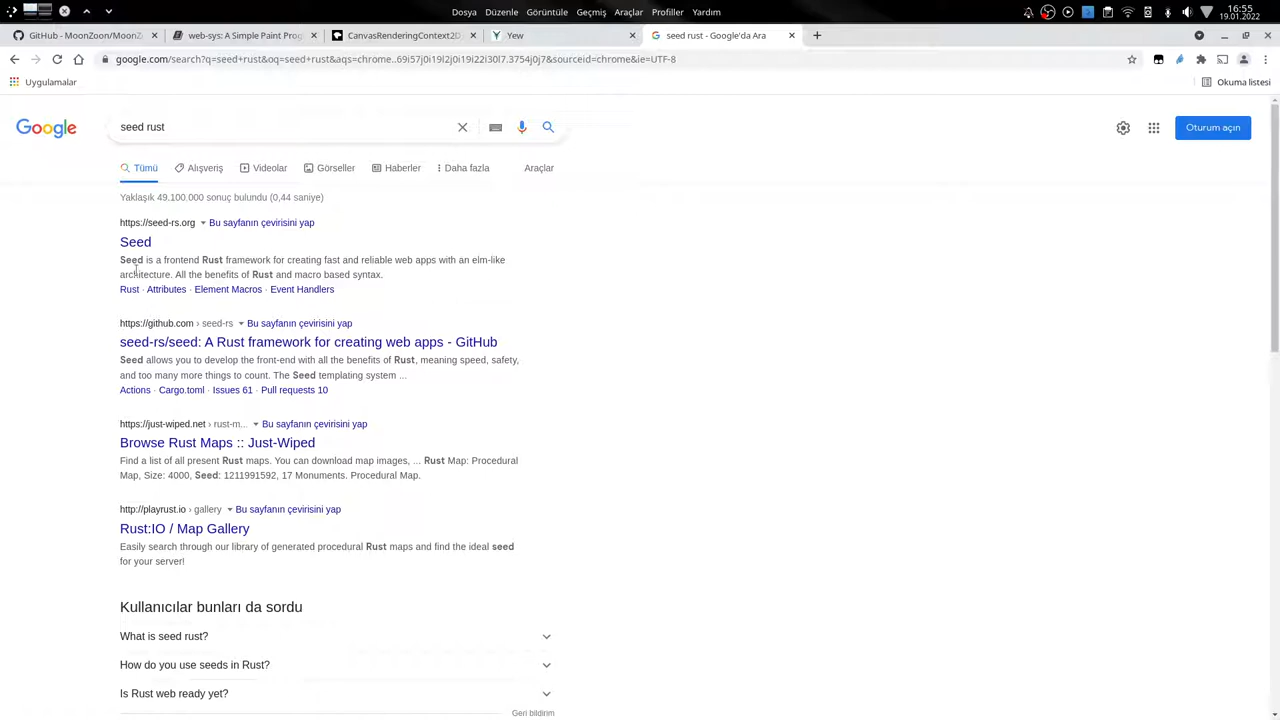 Dosya Düzenle Görüntüle Geçmiş Araçlar Profiller Yardım
16:55
19.01.2022
GitHub - MoonZoon/MoonZ
web-sys: A Simple Paint Prog
CanvasRenderingContext2D
Yew
seed rust - Google'da Ara
google.com/search?q=seed+rust&oq=seed+rust&aqs=chrome..69i57j0i19j0i19i22i30l7.3754j0j7&sourceid=chrome&ie=UTF-8
Uygulamalar
Okuma listesi
Google
seed rust
Oturum açın
Tümü Alışveriş Videolar Görseller Haberler Daha fazla Araçlar
Yaklaşık 49.100.000 sonuç bulundu (0,44 saniye)
https://seed-rs.org Bu sayfanın çevirisini yap
Seed
Seed is a frontend Rust framework for creating fast and reliable web apps with an elm-like
architecture. All the benefits of Rust and macro based syntax.
Rust · Attributes · Element Macros · Event Handlers
https://github.com › seed-rs Bu sayfanın çevirisini yap
seed-rs/seed: A Rust framework for creating web apps - GitHub
Seed allows you to develop the front-end with all the benefits of Rust, meaning speed, safety,
and too many more things to count. The Seed templating system ...
Actions · Cargo.toml · Issues 61 · Pull requests 10
https://just-wiped.net › rust-m... Bu sayfanın çevirisini yap
Browse Rust Maps :: Just-Wiped
Find a list of all present Rust maps. You can download map images, ... Rust Map: Procedural
Map, Size: 4000, Seed: 1211991592, 17 Monuments. Procedural Map.
http://playrust.io › gallery Bu sayfanın çevirisini yap
Rust:IO / Map Gallery
Easily search through our library of generated procedural Rust maps and find the ideal seed
for your server!
Kullanıcılar bunları da sordu
What is seed rust?
How do you use seeds in Rust?
Is Rust web ready yet?
Geri bildirim